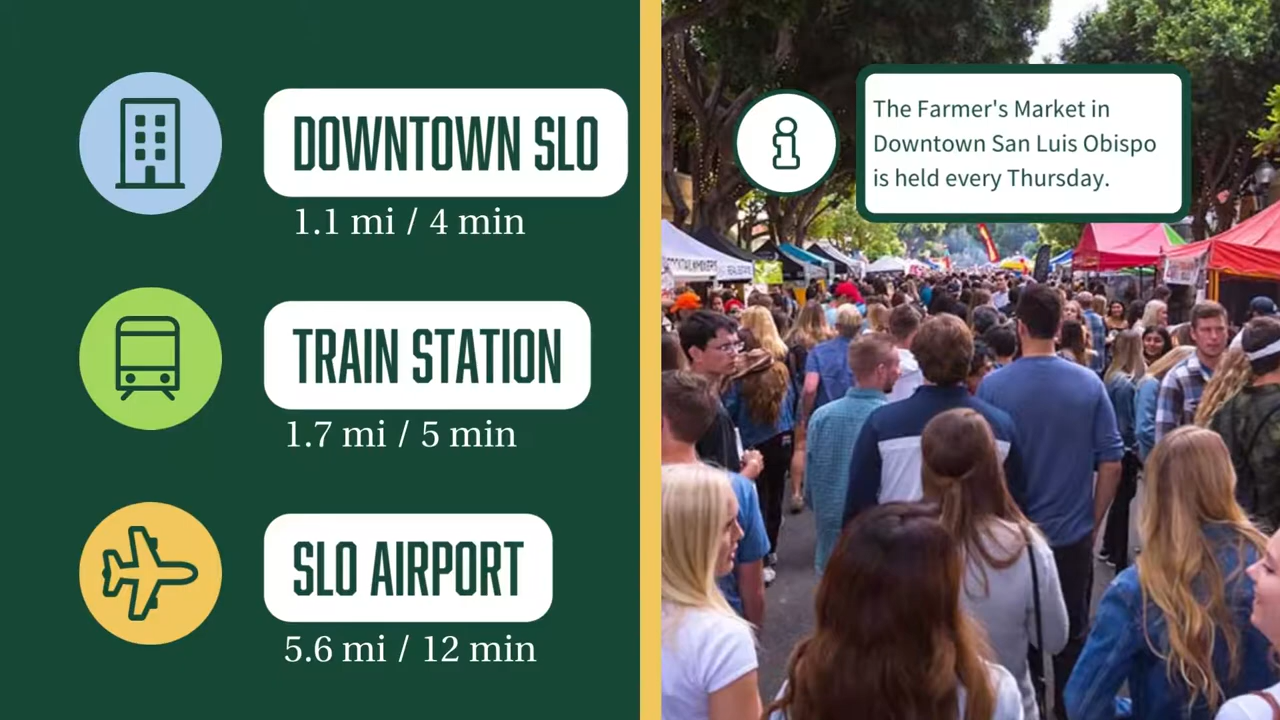 DOWNTOWN SLO
1.1 mi / 4 min
TRAIN STATION
1.7 mi / 5 min
SLO AIRPORT
5.6 mi / 12 min
The Farmer's Market in
Downtown San Luis Obispo
is held every Thursday.